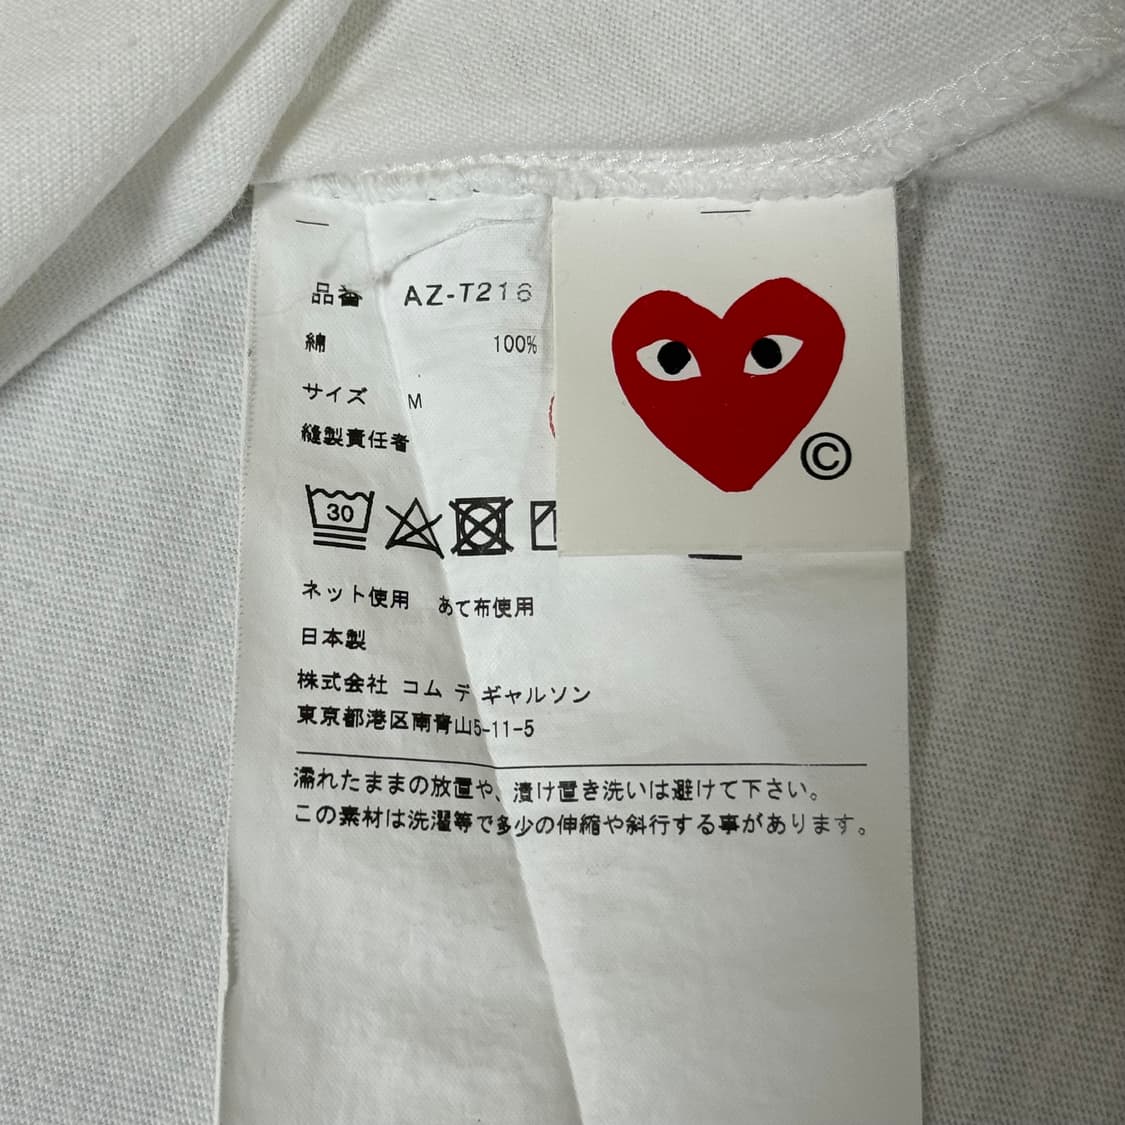 品番 AZ-T216
綿 100%
サイズ M
縫製責任者
30
ネット使用 あて布使用
日本製
株式会社 コム デ ギャルソン
東京都港区南青山5-11-5
濡れたままの放置や、漬け置き洗いは避けて下さい。
この素材は洗濯等で多少の伸縮や斜行する事があります。
©